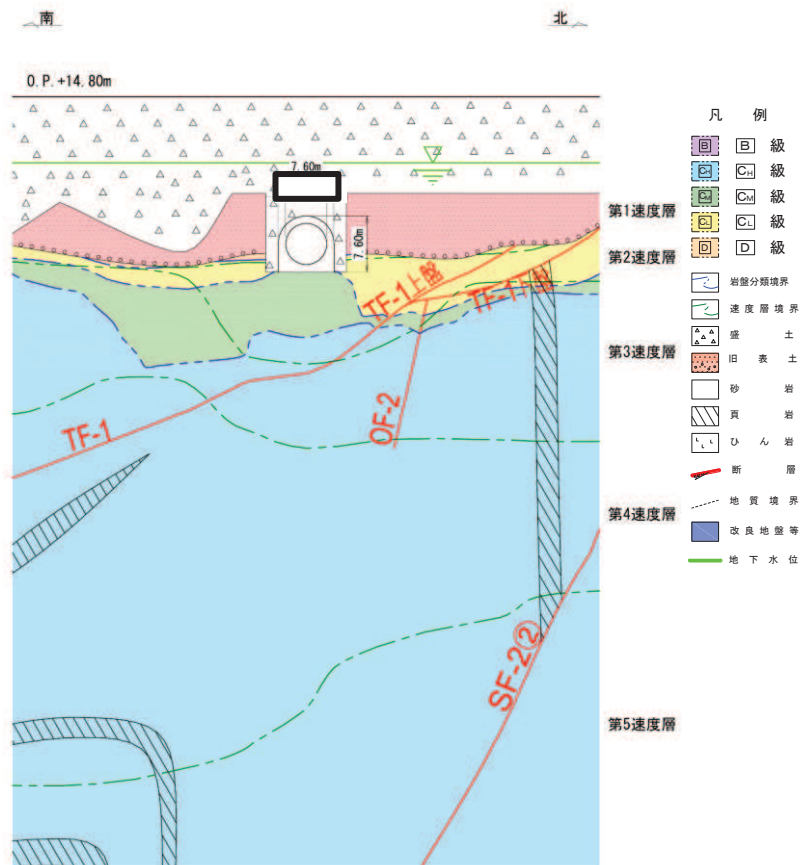 南
北
O.P.+14.80m
7.60m
7.60m
TF-1上盤
TF-1下盤
TF-1
OF-2
SF-2②
第1速度層
第2速度層
第3速度層
第4速度層
第5速度層
凡 例
B B 級
CH CH 級
CM CM 級
CL CL 級
D D 級
岩盤分類境界
速度層境界
盛 土
旧 表 土
砂 岩
頁 岩
ひ ん 岩
断 層
地 質 境 界
改 良 地 盤 等
地 下 水 位